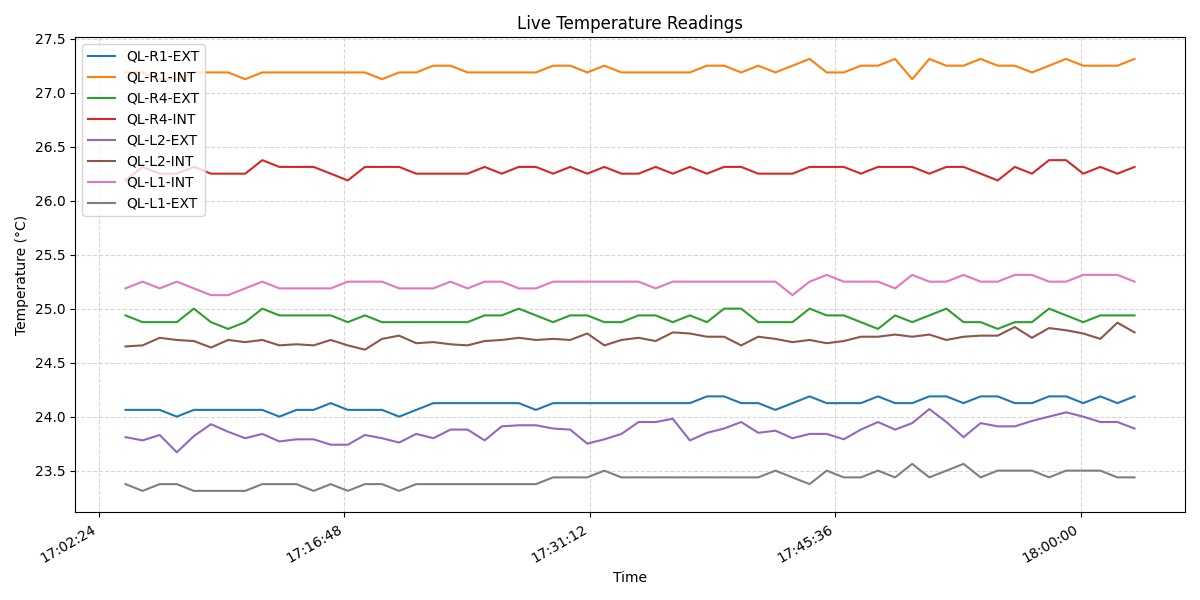 Live Temperature Readings
27.5
27.0
26.5
26.0
25.5
25.0
24.5
24.0
23.5
Temperature (°C)
QL-R1-EXT
QL-R1-INT
QL-R4-EXT
QL-R4-INT
QL-L2-EXT
QL-L2-INT
QL-L1-INT
QL-L1-EXT
17:02:24
17:16:48
17:31:12
17:45:36
18:00:00
Time